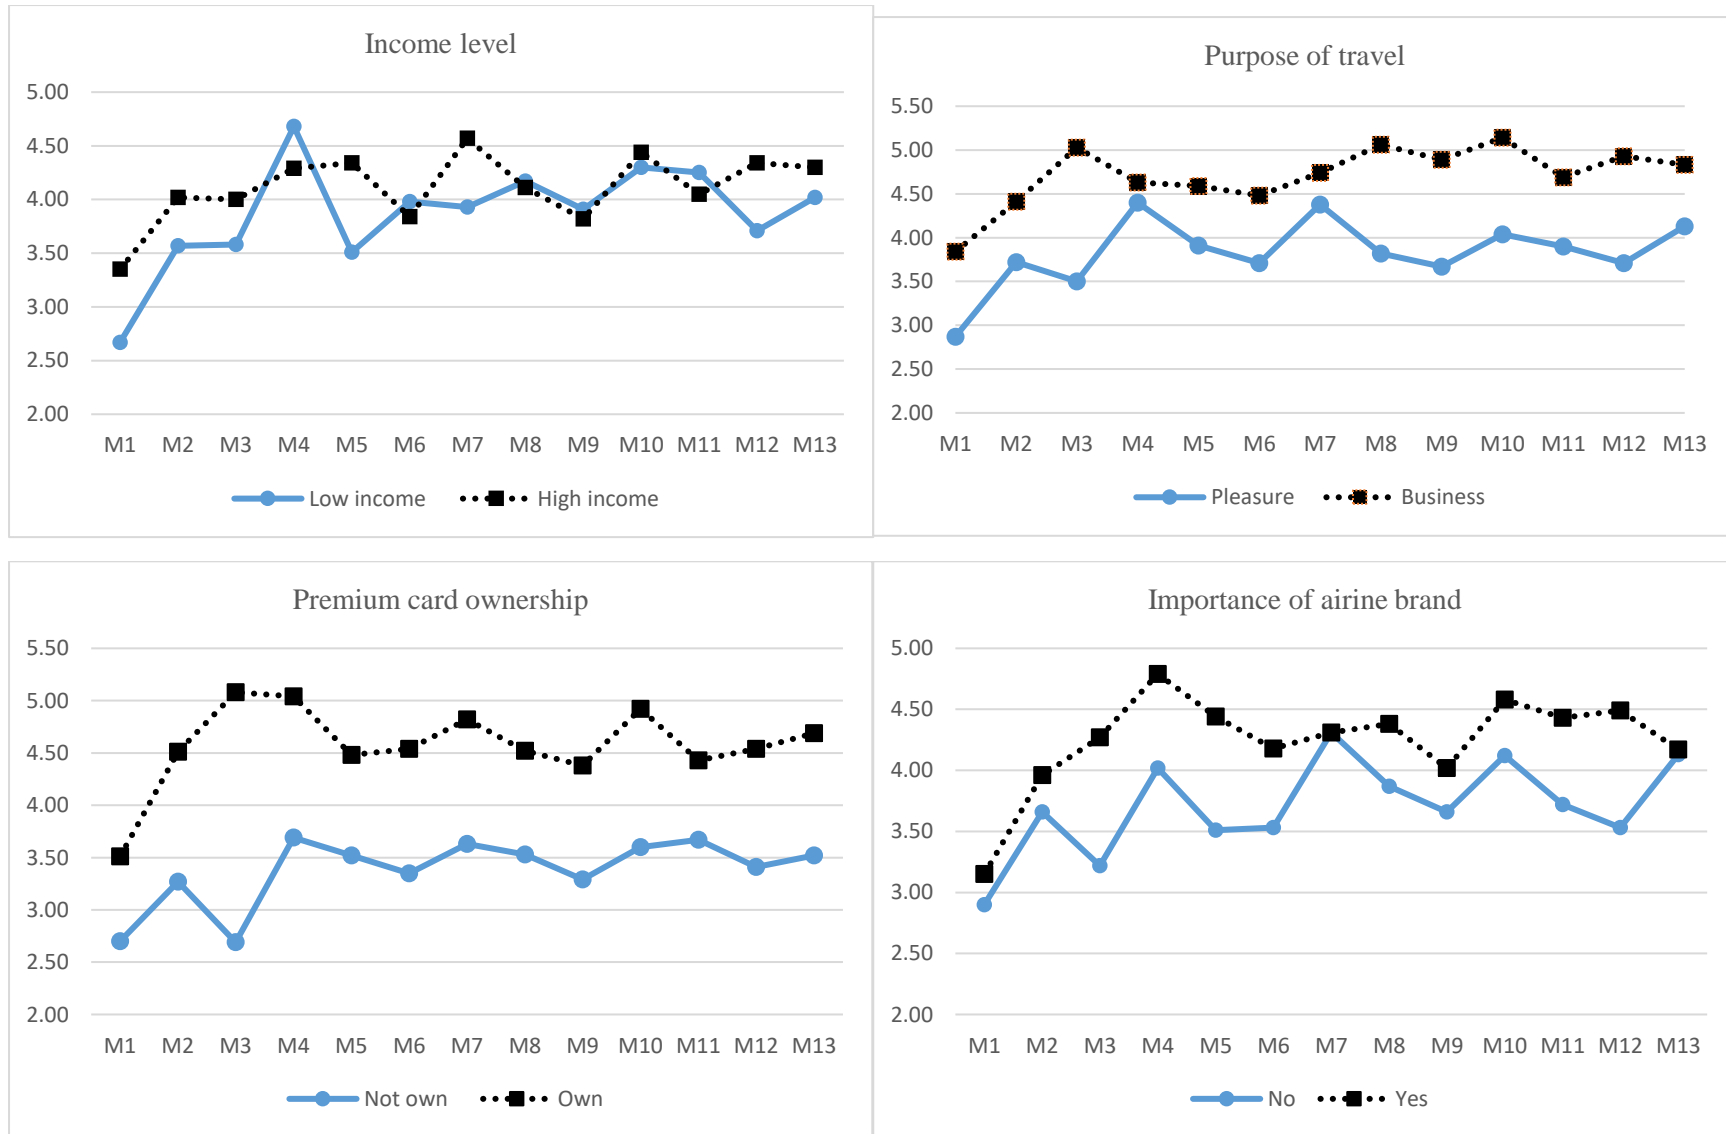 Income level
5.00
4.50
4.00
3.50
3.00
2.50
2.00
M1 M2 M3 M4 M5 M6 M7 M8 M9 M10 M11 M12 M13
Low income High income
Purpose of travel
5.50
5.00
4.50
4.00
3.50
3.00
2.50
2.00
M1 M2 M3 M4 M5 M6 M7 M8 M9 M10 M11 M12 M13
Pleasure Business
Premium card ownership
5.50
5.00
4.50
4.00
3.50
3.00
2.50
2.00
M1 M2 M3 M4 M5 M6 M7 M8 M9 M10 M11 M12 M13
Not own Own
Importance of airine brand
5.00
4.50
4.00
3.50
3.00
2.50
2.00
M1 M2 M3 M4 M5 M6 M7 M8 M9 M10 M11 M12 M13
No Yes